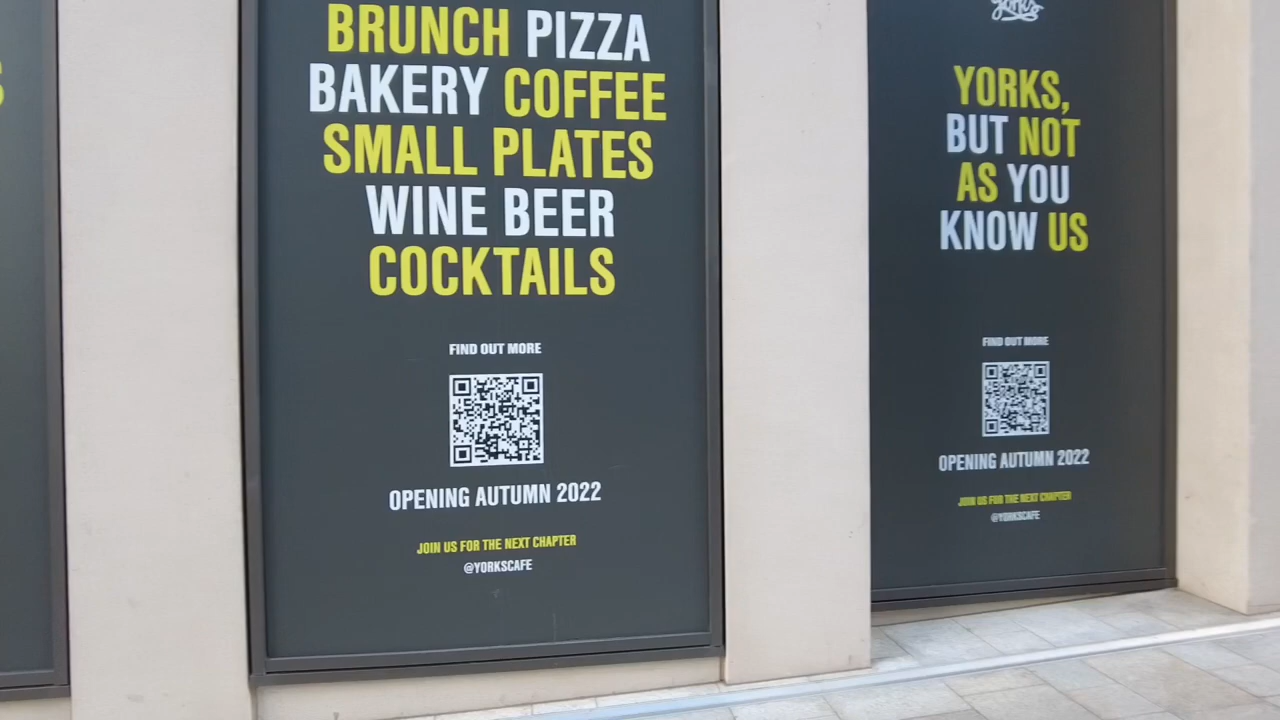 BRUNCH PIZZA
BAKERY COFFEE
SMALL PLATES
WINE BEER
COCKTAILS
FIND OUT MORE
OPENING AUTUMN 2022
JOIN US FOR THE NEXT CHAPTER
@YORKSCAFE
yorks
YORKS,
BUT NOT
AS YOU
KNOW US
FIND OUT MORE
OPENING AUTUMN 2022
JOIN US FOR THE NEXT CHAPTER
@YORKSCAFE